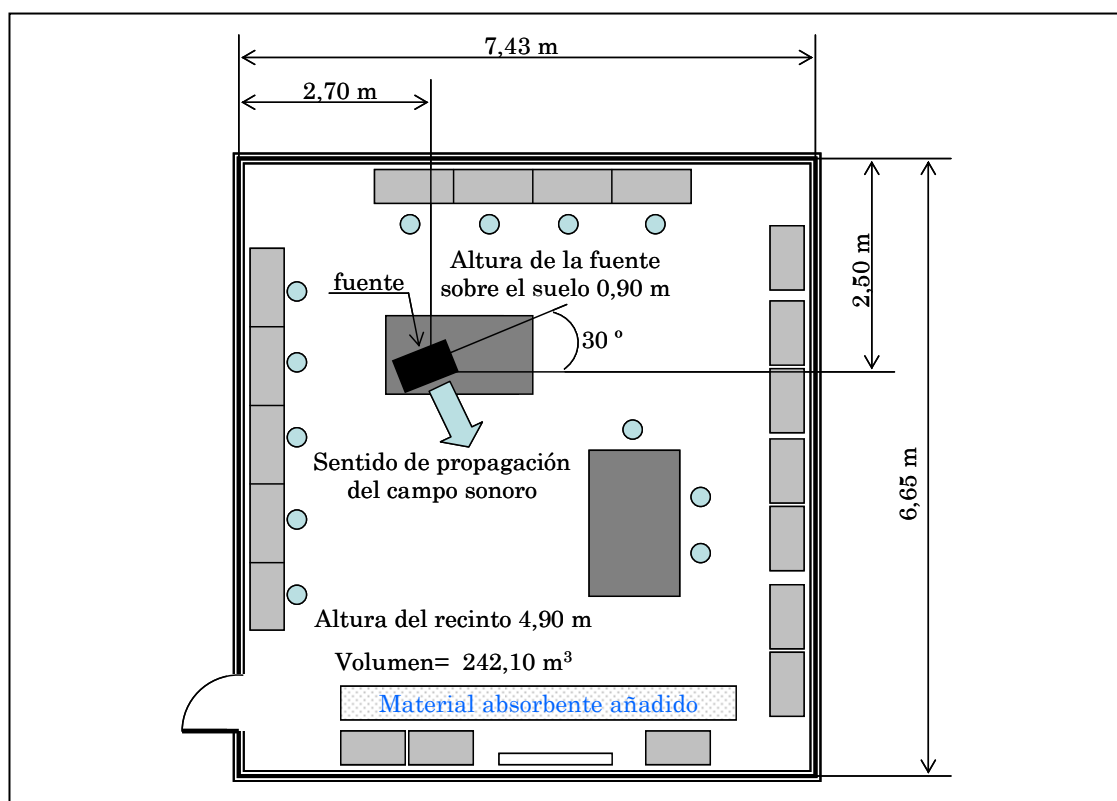 7,43 m
2,70 m
Altura de la fuente
sobre el suelo 0,90 m
fuente
30 º
2,50 m
6,65 m
Sentido de propagación
del campo sonoro
Altura del recinto 4,90 m
Volumen= 242,10 m³
Material absorbente añadido